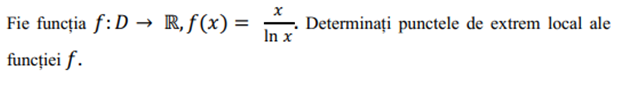 Fie funcția f: D → ℝ, f(x) = x / ln x. Determinați punctele de extrem local ale
funcției f.